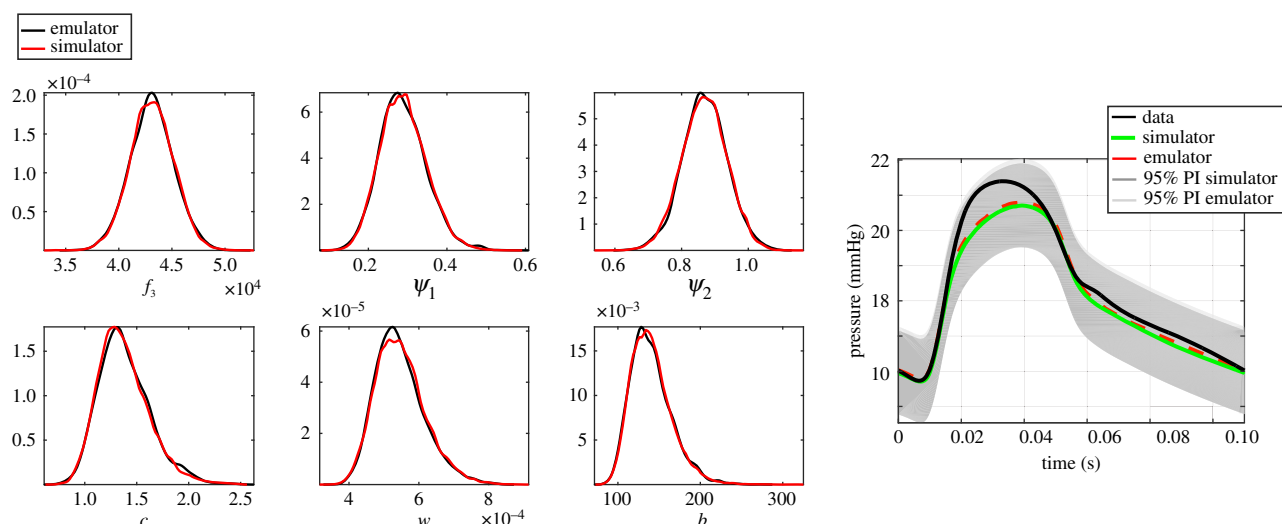 emulator
simulator
×10⁻⁴
2.0
1.5
1.0
0.5
3.5 4.0 4.5 5.0
f₃ ×10⁴
6
4
2
0.2 0.4 0.6
ψ₁
5
4
3
2
1
0.6 0.8 1.0
ψ₂
1.5
1.0
0.5
1.0 1.5 2.0 2.5
c
×10⁻⁵
6
4
2
4 6 8
w ×10⁻⁴
×10⁻³
15
10
5
100 200 300
b
data
simulator
emulator
95% PI simulator
95% PI emulator
22
20
18
10
pressure (mmHg)
0 0.02 0.04 0.06 0.08 0.10
time (s)